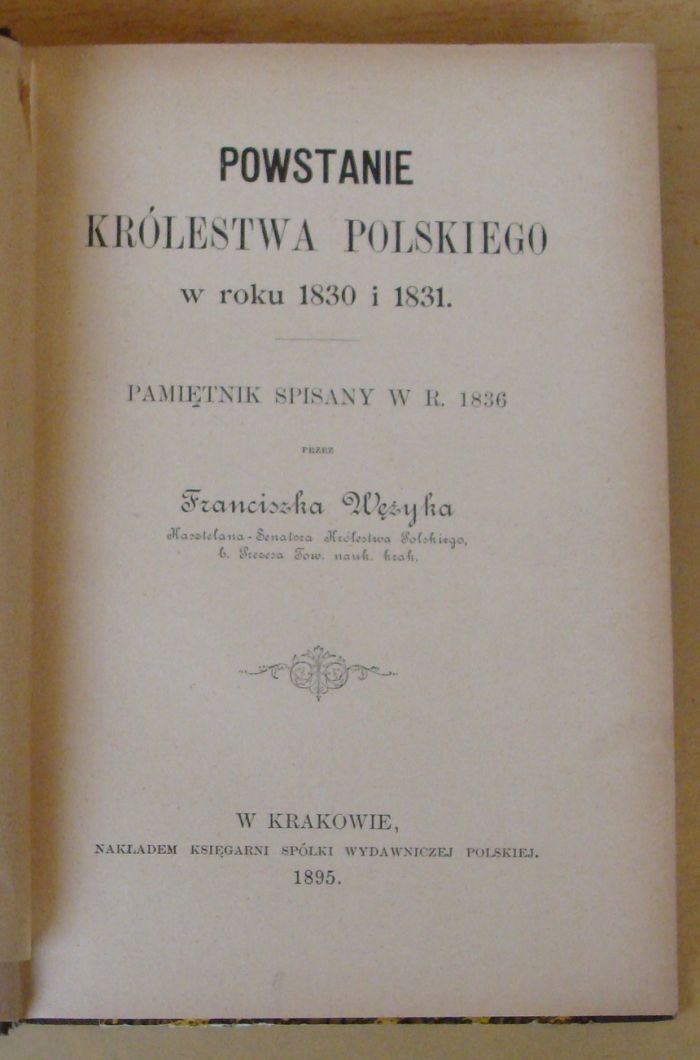 POWSTANIE
KRÓLESTWA POLSKIEGO
w roku 1830 i 1831.
PAMIĘTNIK SPISANY W R. 1836
PRZEZ
Franciszka Wężyka
Kasztelana-Senatora Królestwa Polskiego,
b. Prezesa Tow. nauk. krak.
W KRAKOWIE,
NAKŁADEM KSIĘGARNI SPÓŁKI WYDAWNICZEJ POLSKIEJ.
1895.